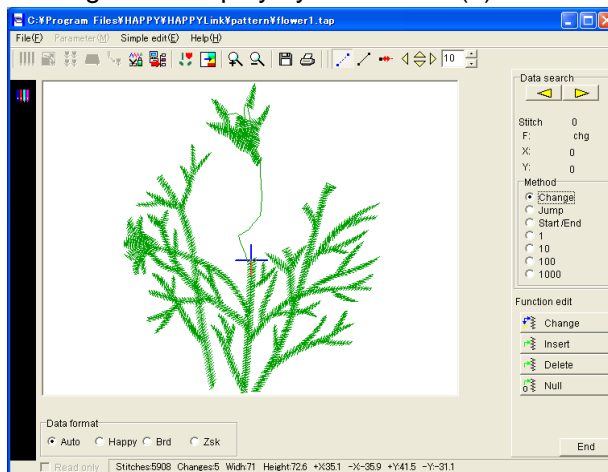 C:¥Program Files¥HAPPY¥HAPPYLink¥pattern¥flower1.tap
File(F) Parameter(M) Simple edit(E) Help(H)
10
Data search
Stitch 0
F: chg
X: 0
Y: 0
Method
Change
Jump
Start/End
1
10
100
1000
Function edit
Change
Insert
Delete
Null
Data format
Auto Happy Brd Zsk
End
Read only Stitches:5908 Changes:5 Widh:71 Height:72.6 +X:35.1 -X:-35.9 +Y:41.5 -Y:-31.1